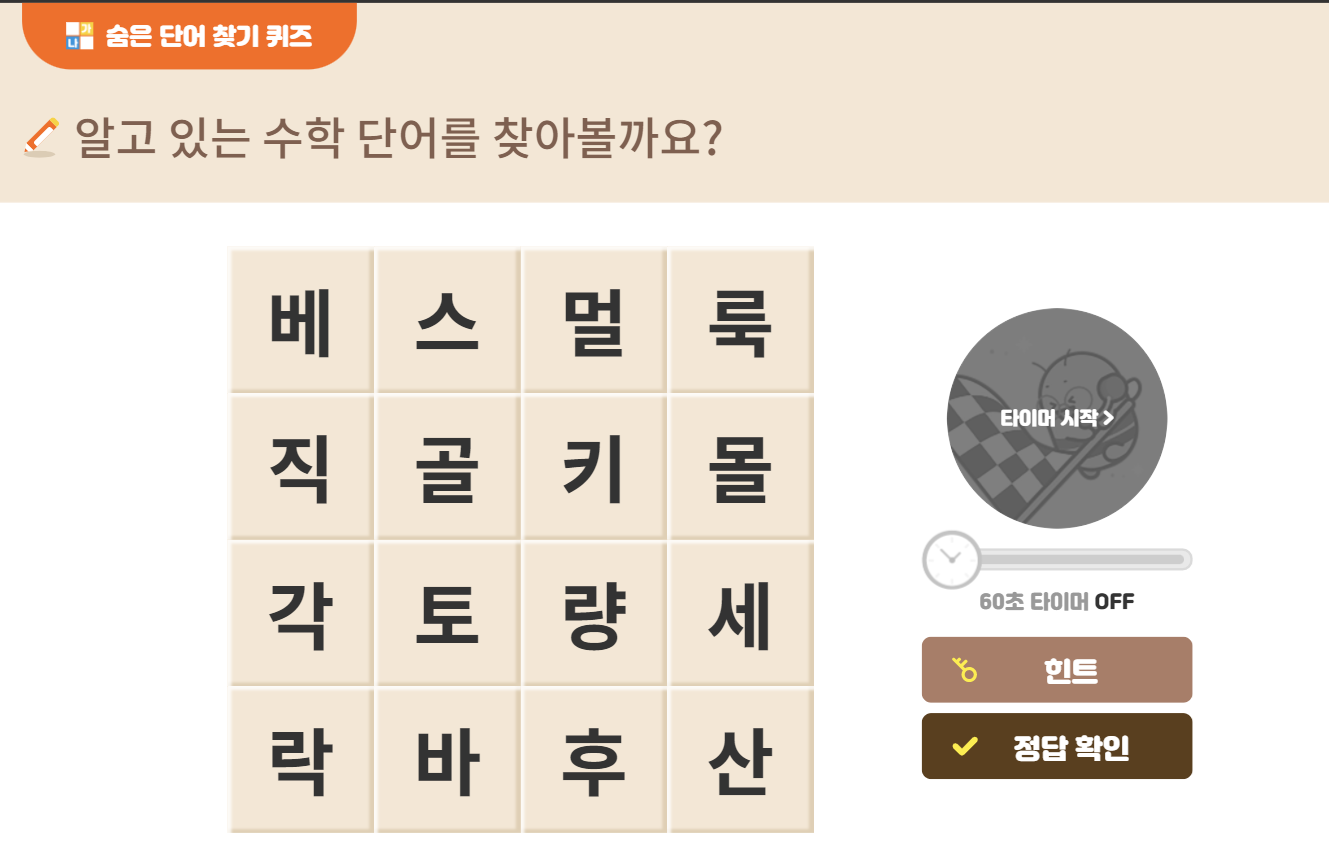 가
나
숨은 단어 찾기 퀴즈
알고 있는 수학 단어를 찾아볼까요?
베 스 멀 룩
직 골 키 몰
각 토 량 세
락 바 후 산
타이머 시작 >
60초 타이머 OFF
힌트
정답 확인